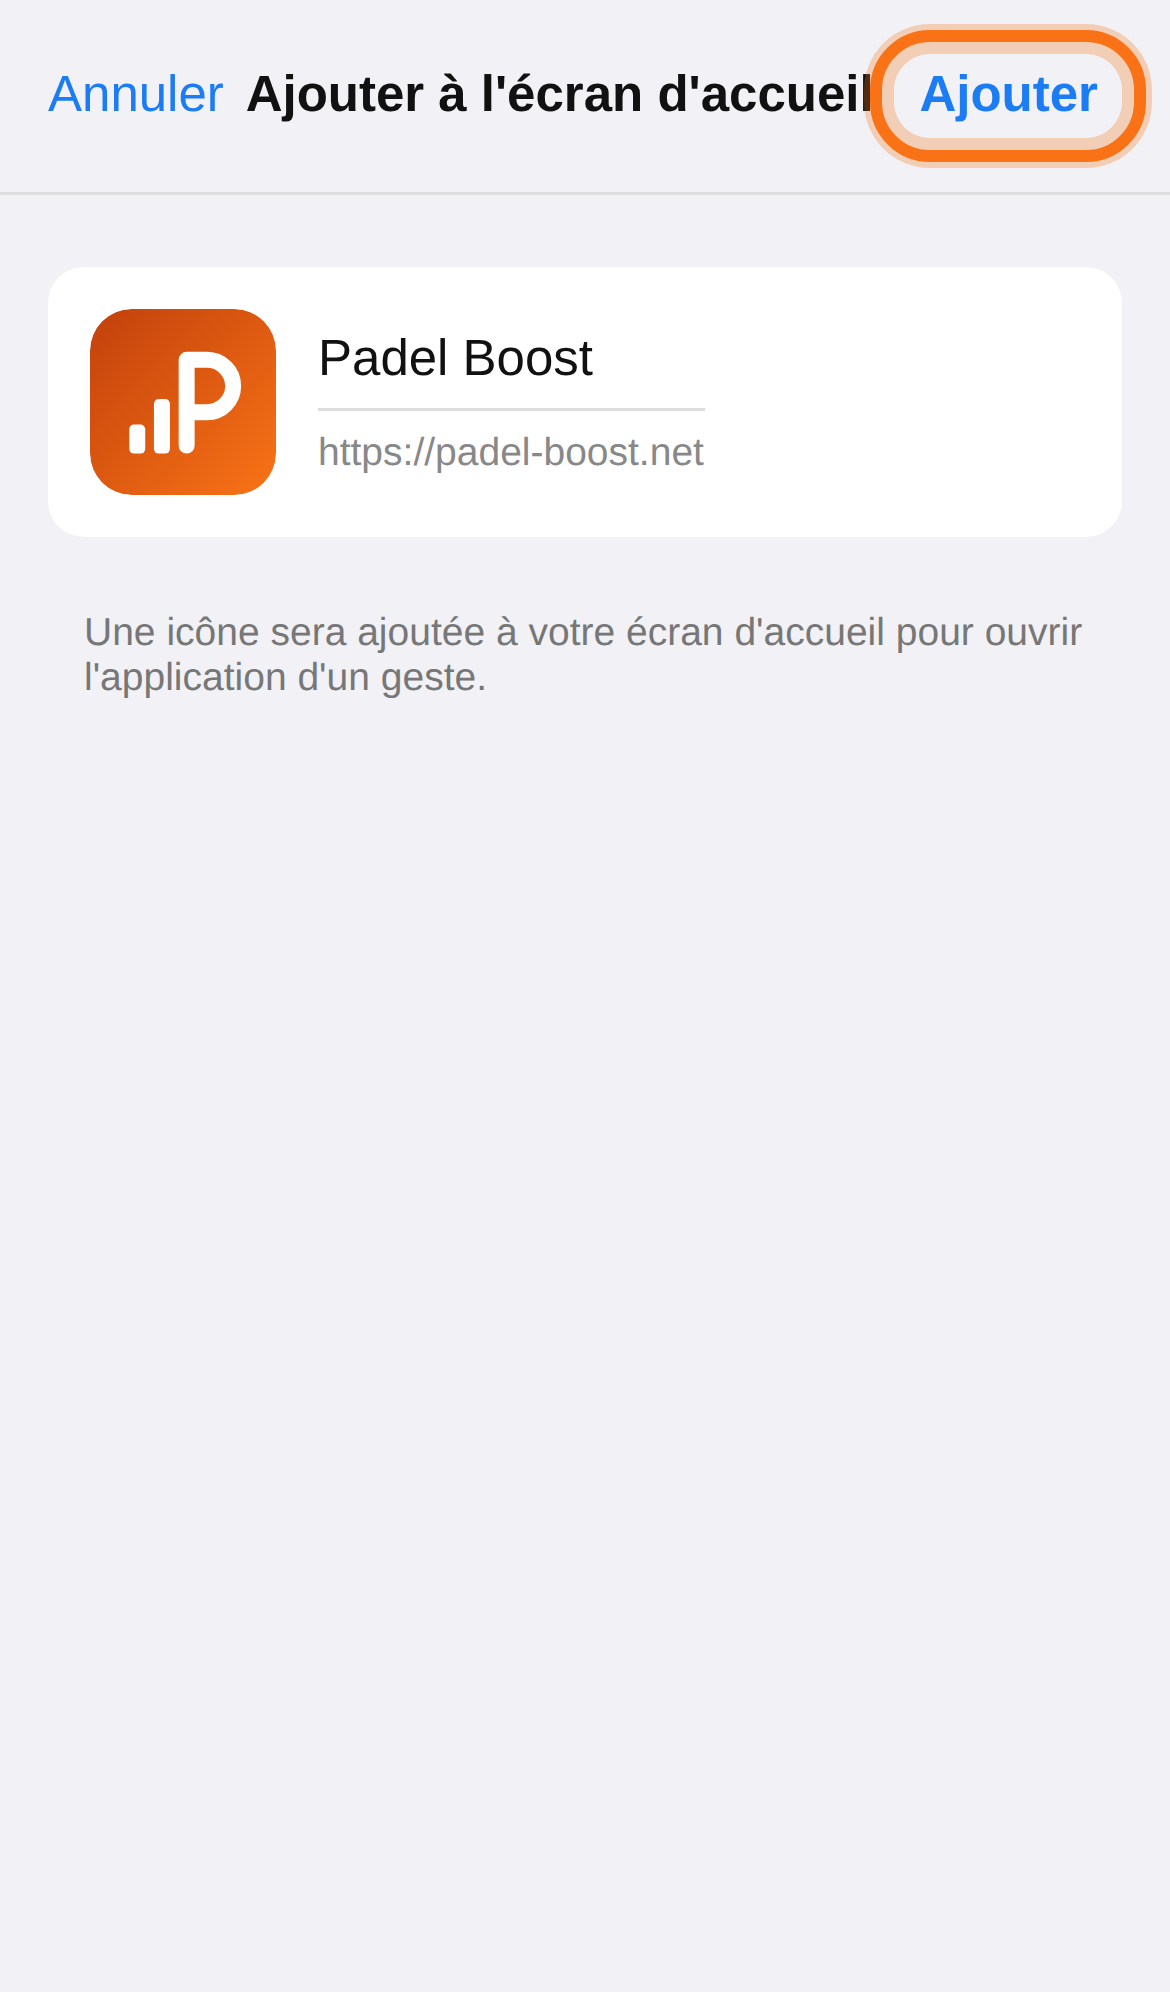 Annuler Ajouter à l'écran d'accueil Ajouter
Padel Boost
https://padel-boost.net
Une icône sera ajoutée à votre écran d'accueil pour ouvrir
l'application d'un geste.